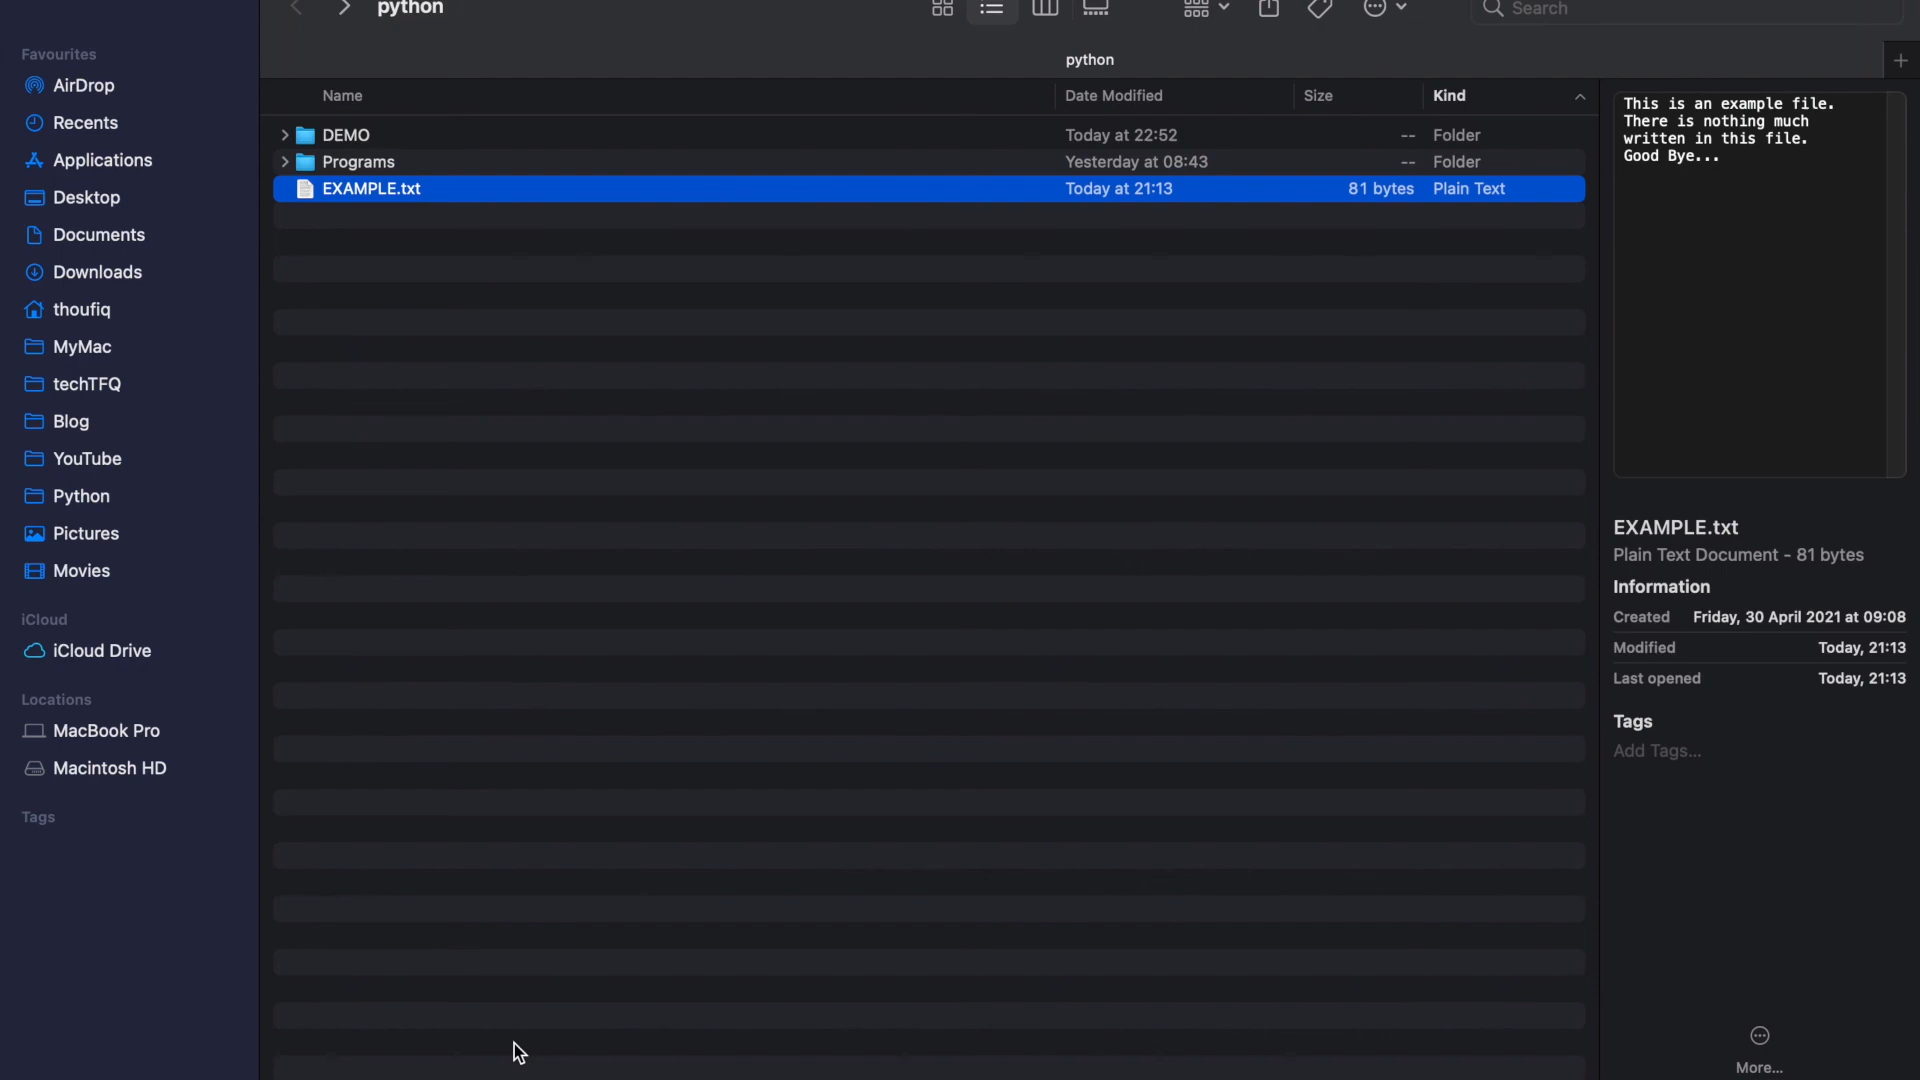 python
Search
python
Favourites
AirDrop
Recents
Applications
Desktop
Documents
Downloads
thoufiq
MyMac
techTFQ
Blog
YouTube
Python
Pictures
Movies
iCloud
iCloud Drive
Locations
MacBook Pro
Macintosh HD
Tags
Name Date Modified Size Kind
DEMO Today at 22:52 -- Folder
Programs Yesterday at 08:43 -- Folder
EXAMPLE.txt Today at 21:13 81 bytes Plain Text
This is an example file.
There is nothing much
written in this file.
Good Bye...
EXAMPLE.txt
Plain Text Document - 81 bytes
Information
Created Friday, 30 April 2021 at 09:08
Modified Today, 21:13
Last opened Today, 21:13
Tags
Add Tags...
More...